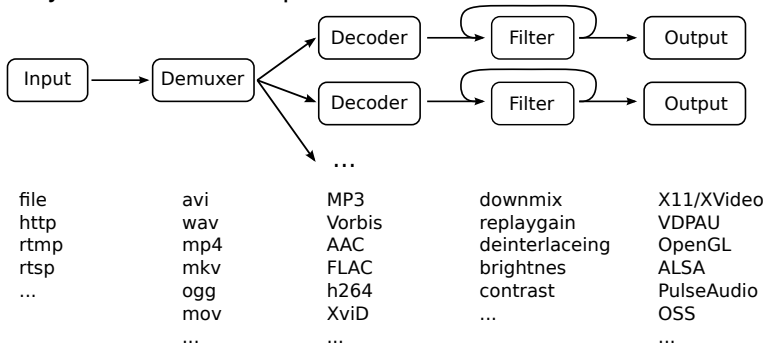 Decoder
Filter
Output
Input
Demuxer
Decoder
Filter
Output
...
file
http
rtmp
rtsp
...
avi
wav
mp4
mkv
ogg
mov
...
MP3
Vorbis
AAC
FLAC
h264
XviD
...
downmix
replaygain
deinterlaceing
brightnes
contrast
...
X11/XVideo
VDPAU
OpenGL
ALSA
PulseAudio
OSS
...